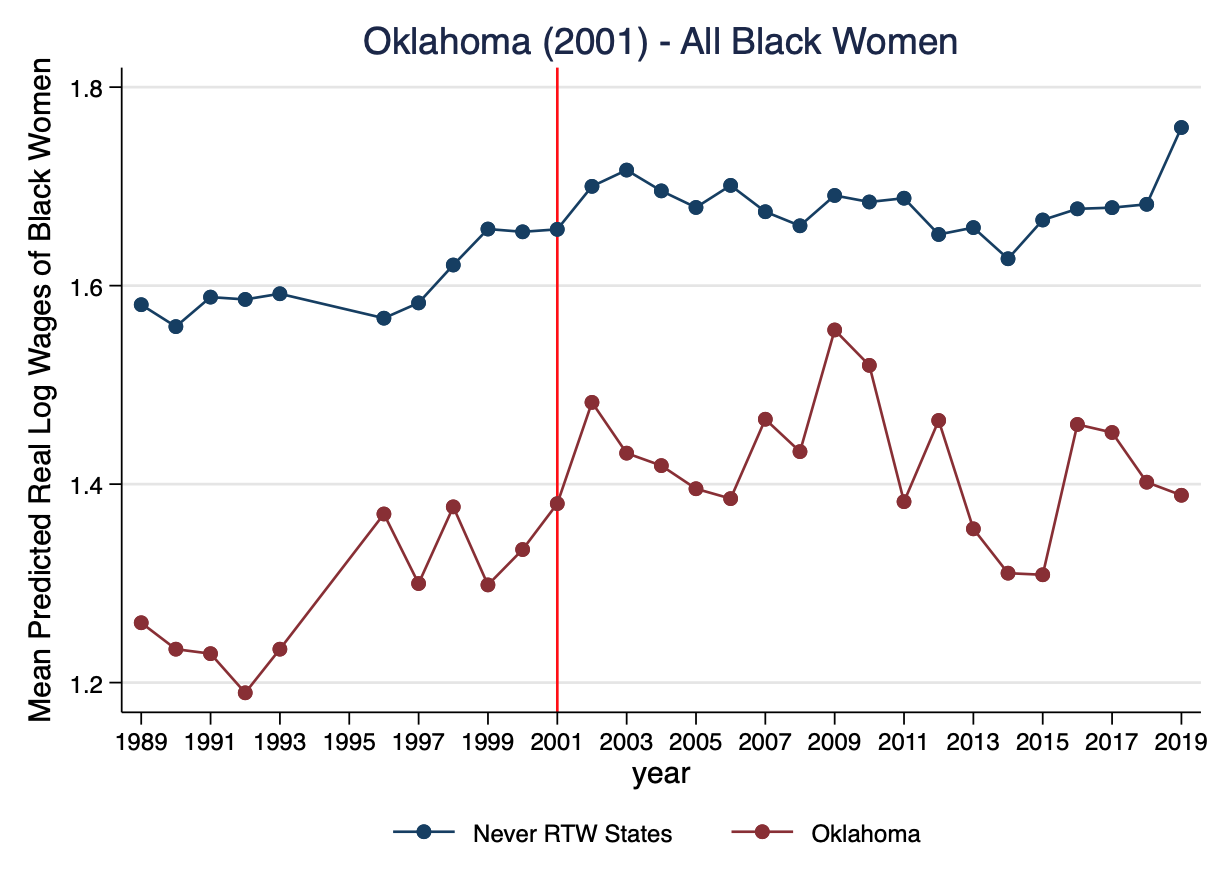 Oklahoma (2001) - All Black Women
Mean Predicted Real Log Wages of Black Women
1.8
1.6
1.4
1.2
1989 1991 1993 1995 1997 1999 2001 2003 2005 2007 2009 2011 2013 2015 2017 2019
year
Never RTW States Oklahoma